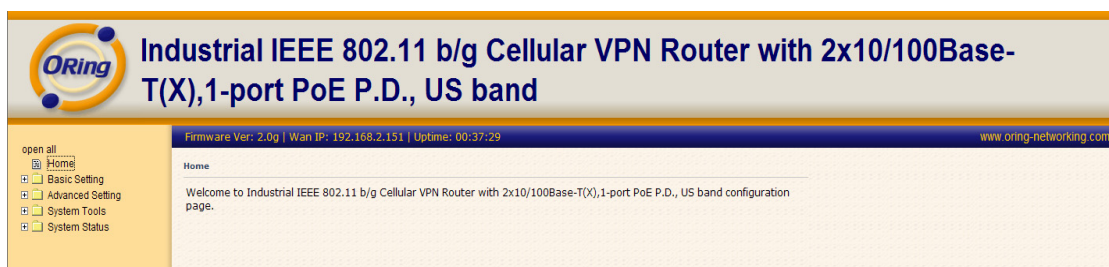 ORing
Industrial IEEE 802.11 b/g Cellular VPN Router with 2x10/100Base-
T(X),1-port PoE P.D., US band
Firmware Ver: 2.0g | Wan IP: 192.168.2.151 | Uptime: 00:37:29
www.oring-networking.com
open all
Home
Basic Setting
Advanced Setting
System Tools
System Status
Home
Welcome to Industrial IEEE 802.11 b/g Cellular VPN Router with 2x10/100Base-T(X),1-port PoE P.D., US band configuration
page.